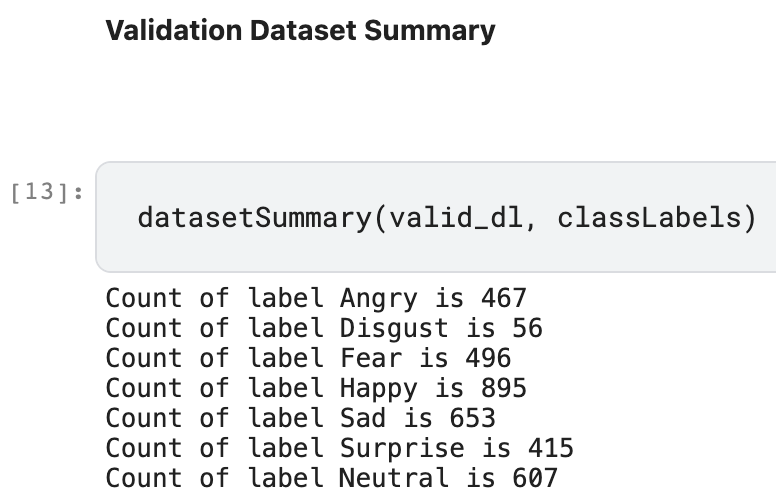 Validation Dataset Summary
[13]:
datasetSummary(valid_dl, classLabels)
Count of label Angry is 467
Count of label Disgust is 56
Count of label Fear is 496
Count of label Happy is 895
Count of label Sad is 653
Count of label Surprise is 415
Count of label Neutral is 607